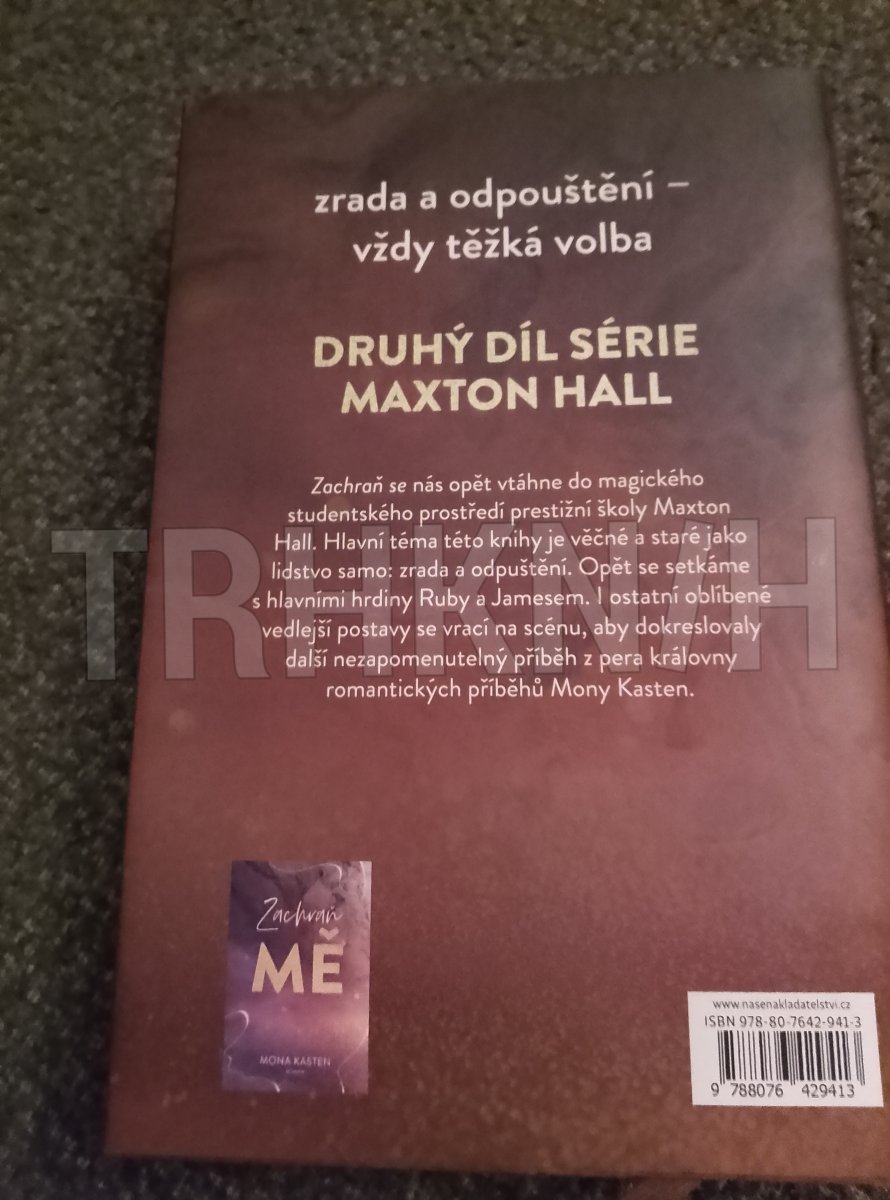 zrada a odpouštění –
vždy těžká volba
DRUHÝ DÍL SÉRIE
MAXTON HALL
Zachraň se nás opět vtáhne do magického
studentského prostředí prestižní školy Maxton
Hall. Hlavní téma této knihy je věčné a staré jako
lidstvo samo: zrada a odpuštění. Opět se setkáme
s hlavními hrdiny Ruby a Jamesem. I ostatní oblíbené
vedlejší postavy se vrací na scénu, aby dokreslovaly
další nezapomenutelný příběh z pera královny
romantických příběhů Mony Kasten.
TRHKNIH
Zachraň
MĚ
MONA KASTEN
www.nasenakladatelstvi.cz
ISBN 978-80-7642-941-3
9 788076 429413